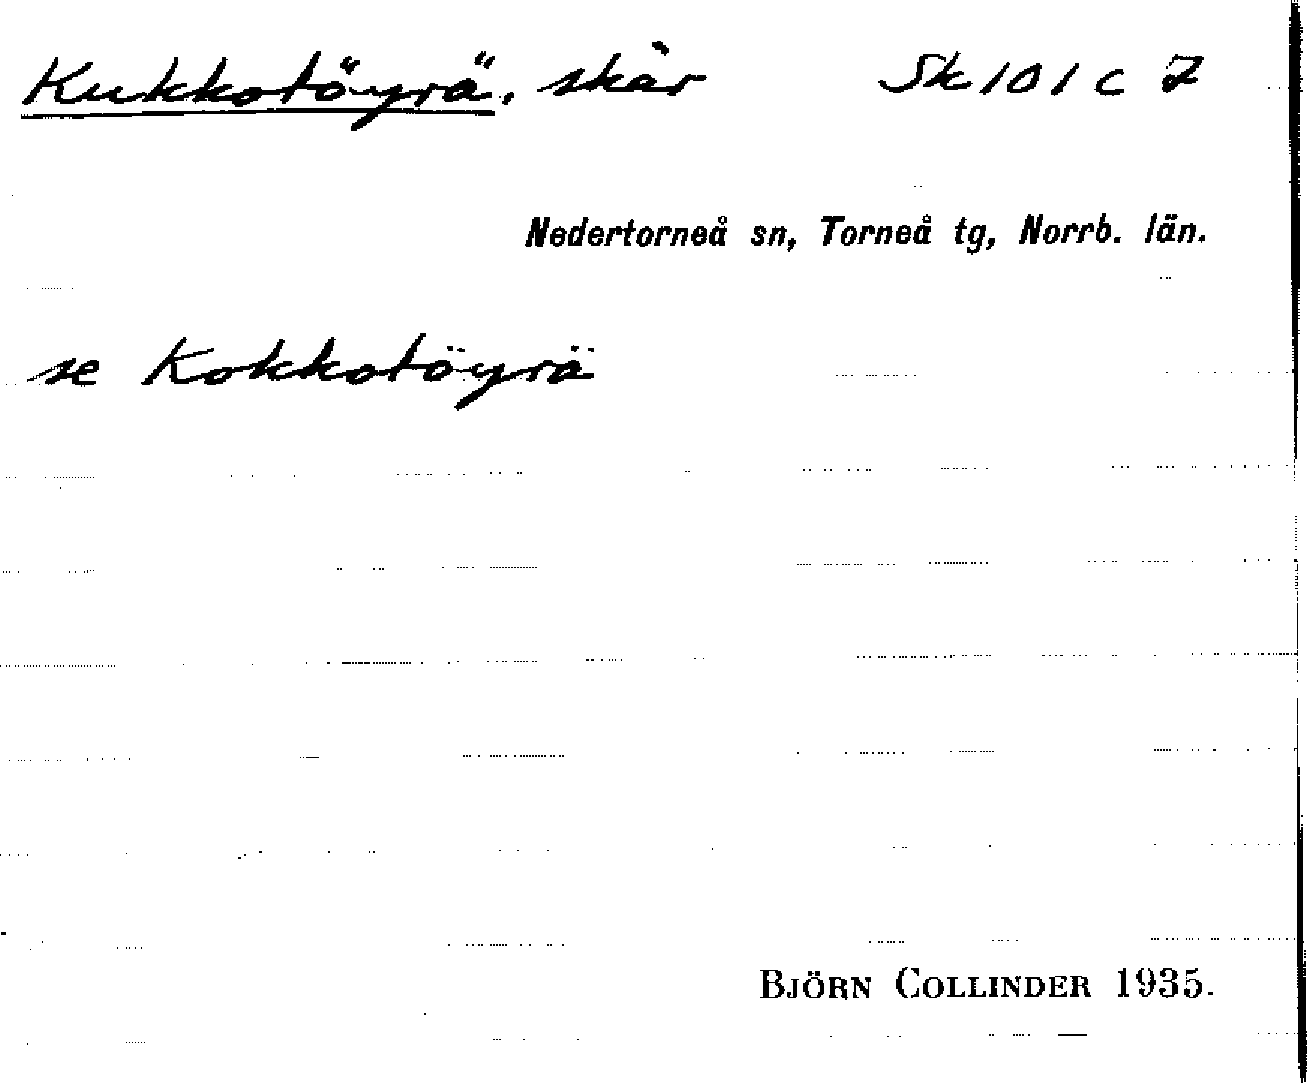 Kukkotöyrä, skär Sk 101 c 7
Nedertorneå sn, Torneå tg, Norrb. län.
se Kokkotöyrä
BJÖRN COLLINDER 1935.